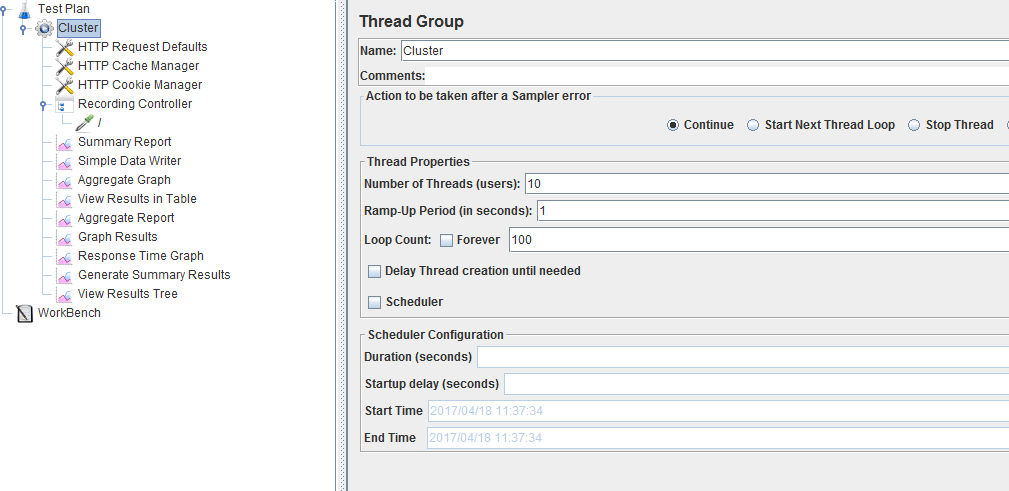 Test Plan
Cluster
HTTP Request Defaults
HTTP Cache Manager
HTTP Cookie Manager
Recording Controller
/
Summary Report
Simple Data Writer
Aggregate Graph
View Results in Table
Aggregate Report
Graph Results
Response Time Graph
Generate Summary Results
View Results Tree
WorkBench
Thread Group
Name: Cluster
Comments:
Action to be taken after a Sampler error
Continue Start Next Thread Loop Stop Thread
Thread Properties
Number of Threads (users): 10
Ramp-Up Period (in seconds): 1
Loop Count: Forever 100
Delay Thread creation until needed
Scheduler
Scheduler Configuration
Duration (seconds)
Startup delay (seconds)
Start Time 2017/04/18 11:37:34
End Time 2017/04/18 11:37:34